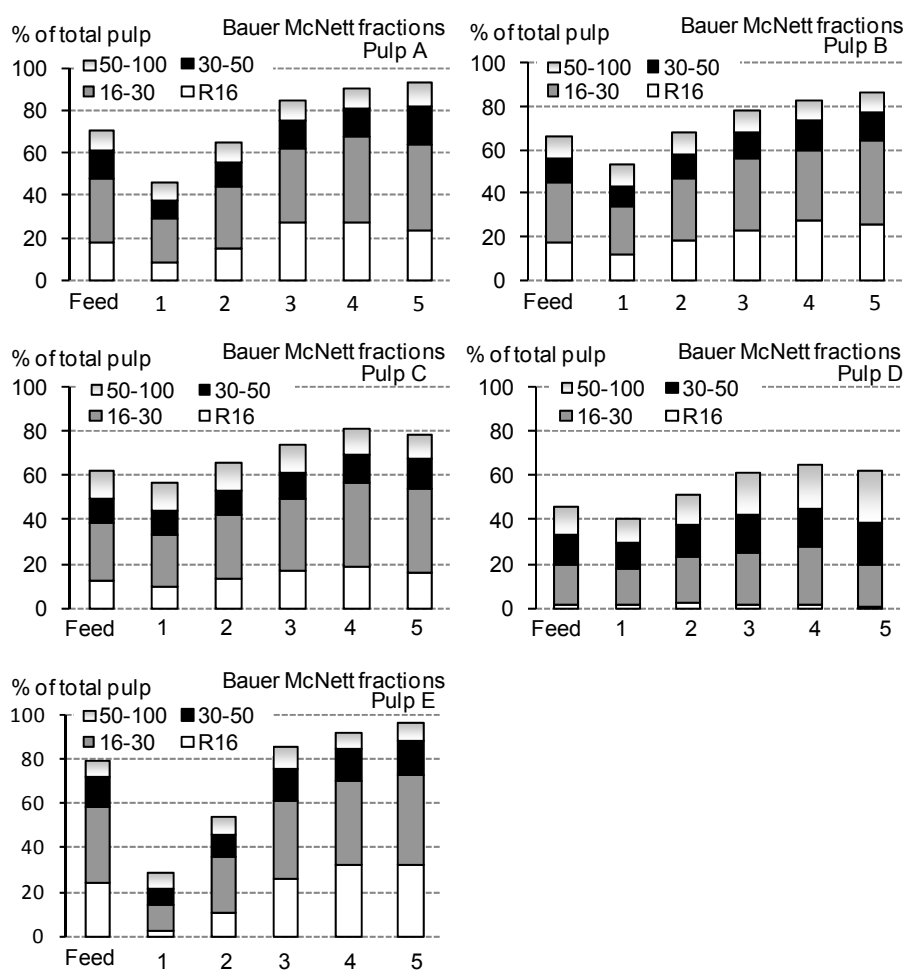 % of total pulp
Bauer McNett fractions
Pulp A
50-100 30-50
16-30 R16
100
80
60
40
20
0
Feed 1 2 3 4 5
% of total pulp
Bauer McNett fractions
Pulp B
50-100 30-50
16-30 R16
100
80
60
40
20
0
Feed 1 2 3 4 5
% of total pulp
Bauer McNett fractions
Pulp C
50-100 30-50
16-30 R16
100
80
60
40
20
0
Feed 1 2 3 4 5
% of total pulp
Bauer McNett fractions
Pulp D
50-100 30-50
16-30 R16
100
80
60
40
20
0
Feed 1 2 3 4 5
% of total pulp
Bauer McNett fractions
Pulp E
50-100 30-50
16-30 R16
100
80
60
40
20
0
Feed 1 2 3 4 5